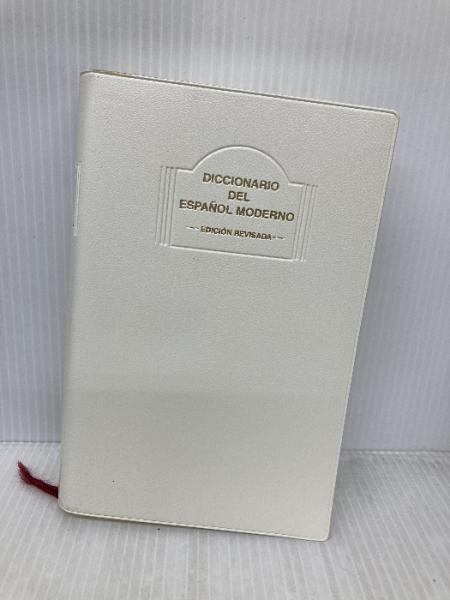 DICCIONARIO
DEL
ESPAÑOL MODERNO
EDICIÓN REVISADA